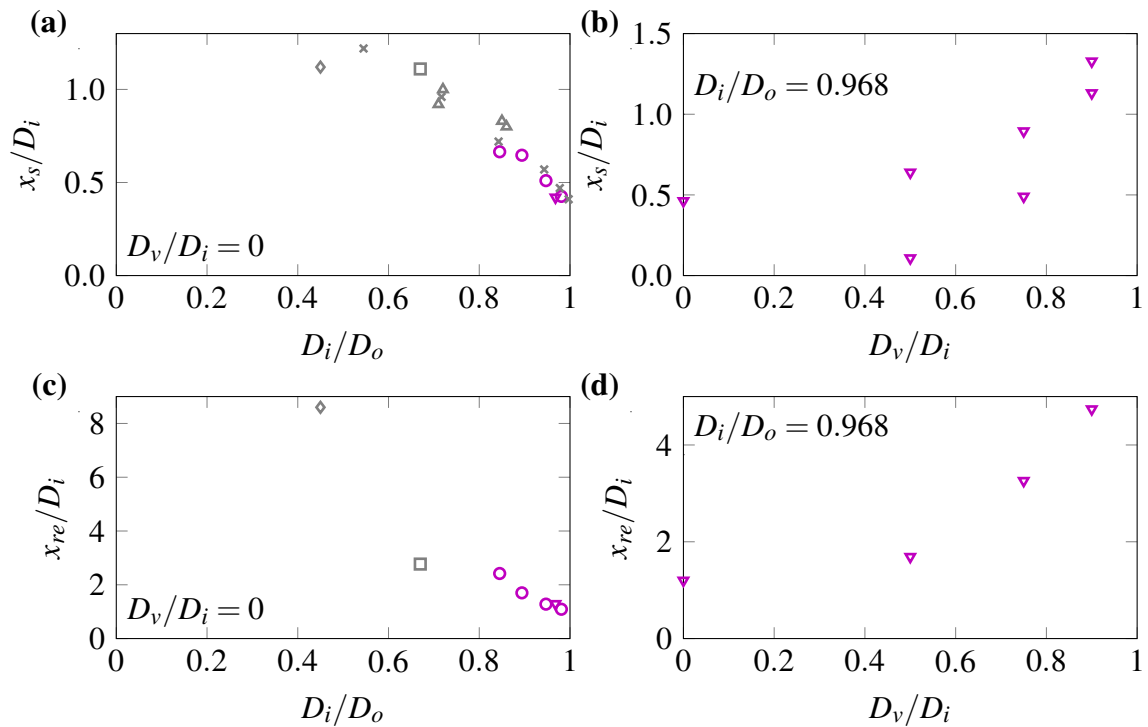 (a)
1.0
0.5
0.0
x_s/D_i
D_v/D_i = 0
0 0.2 0.4 0.6 0.8 1
D_i/D_o
(b)
1.5
1.0
0.5
0.0
x_s/D_i
D_i/D_o = 0.968
0 0.2 0.4 0.6 0.8 1
D_v/D_i
(c)
8
6
4
2
0
x_re/D_i
D_v/D_i = 0
0 0.2 0.4 0.6 0.8 1
D_i/D_o
(d)
4
2
0
x_re/D_i
D_i/D_o = 0.968
0 0.2 0.4 0.6 0.8 1
D_v/D_i